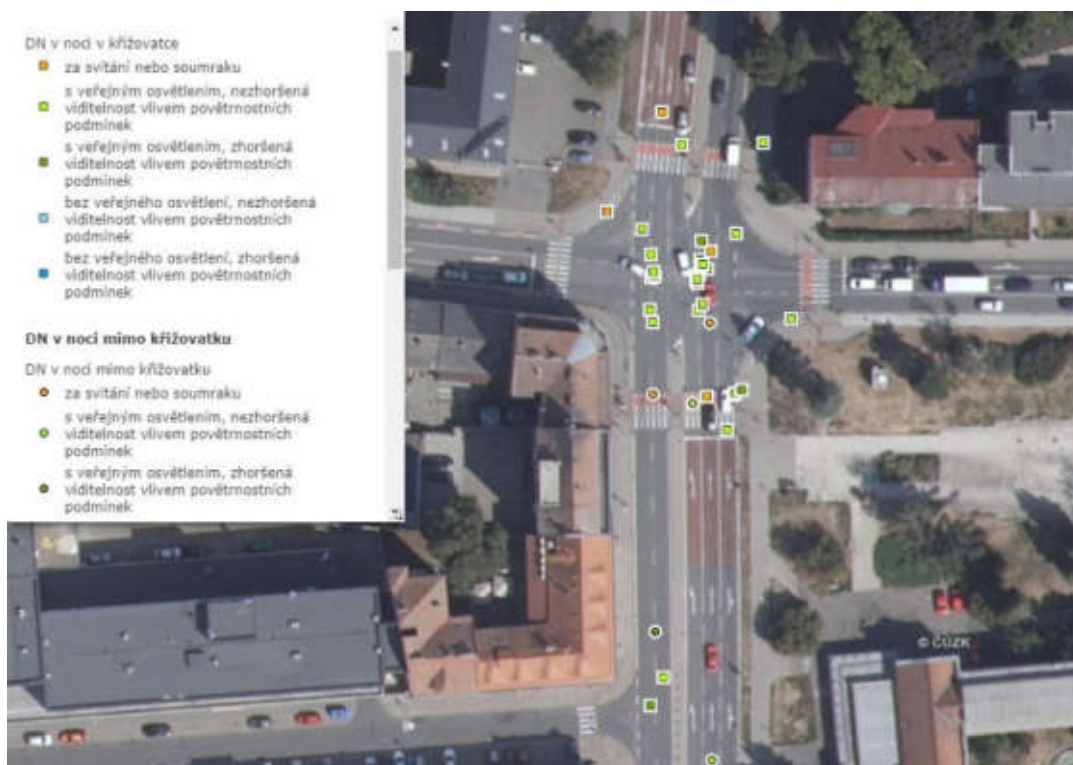 DN v noci v křižovatce
za svítání nebo soumraku
s veřejným osvětlením, nezhoršená
viditelnost vlivem povětrnostních
podmínek
s veřejným osvětlením, zhoršená
viditelnost vlivem povětrnostních
podmínek
bez veřejného osvětlení, nezhoršená
viditelnost vlivem povětrnostních
podmínek
bez veřejného osvětlení, zhoršená
viditelnost vlivem povětrnostních
podmínek
DN v noci mimo křižovatku
DN v noci mimo křižovatku
za svítání nebo soumraku
s veřejným osvětlením, nezhoršená
viditelnost vlivem povětrnostních
podmínek
s veřejným osvětlením, zhoršená
viditelnost vlivem povětrnostních
podmínek
© ČÚZK